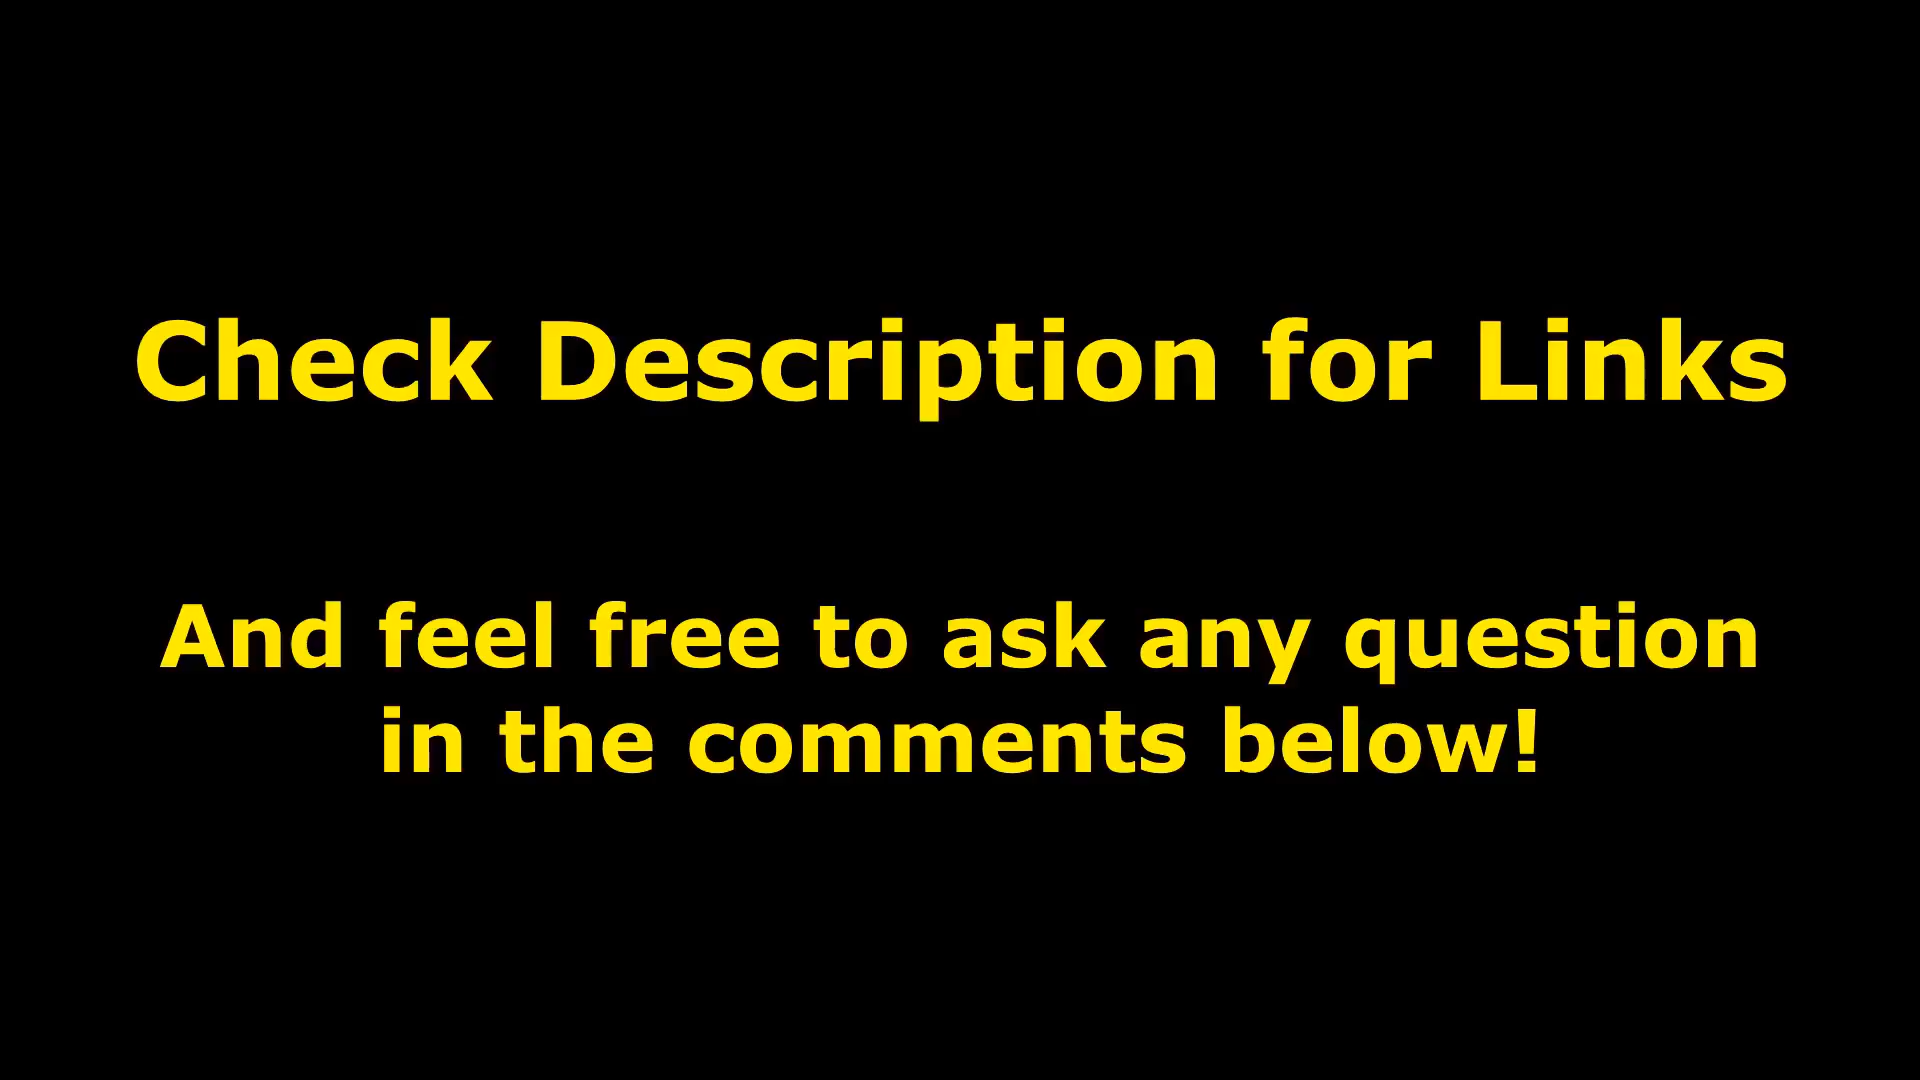 Check Description for Links
And feel free to ask any question
in the comments below!